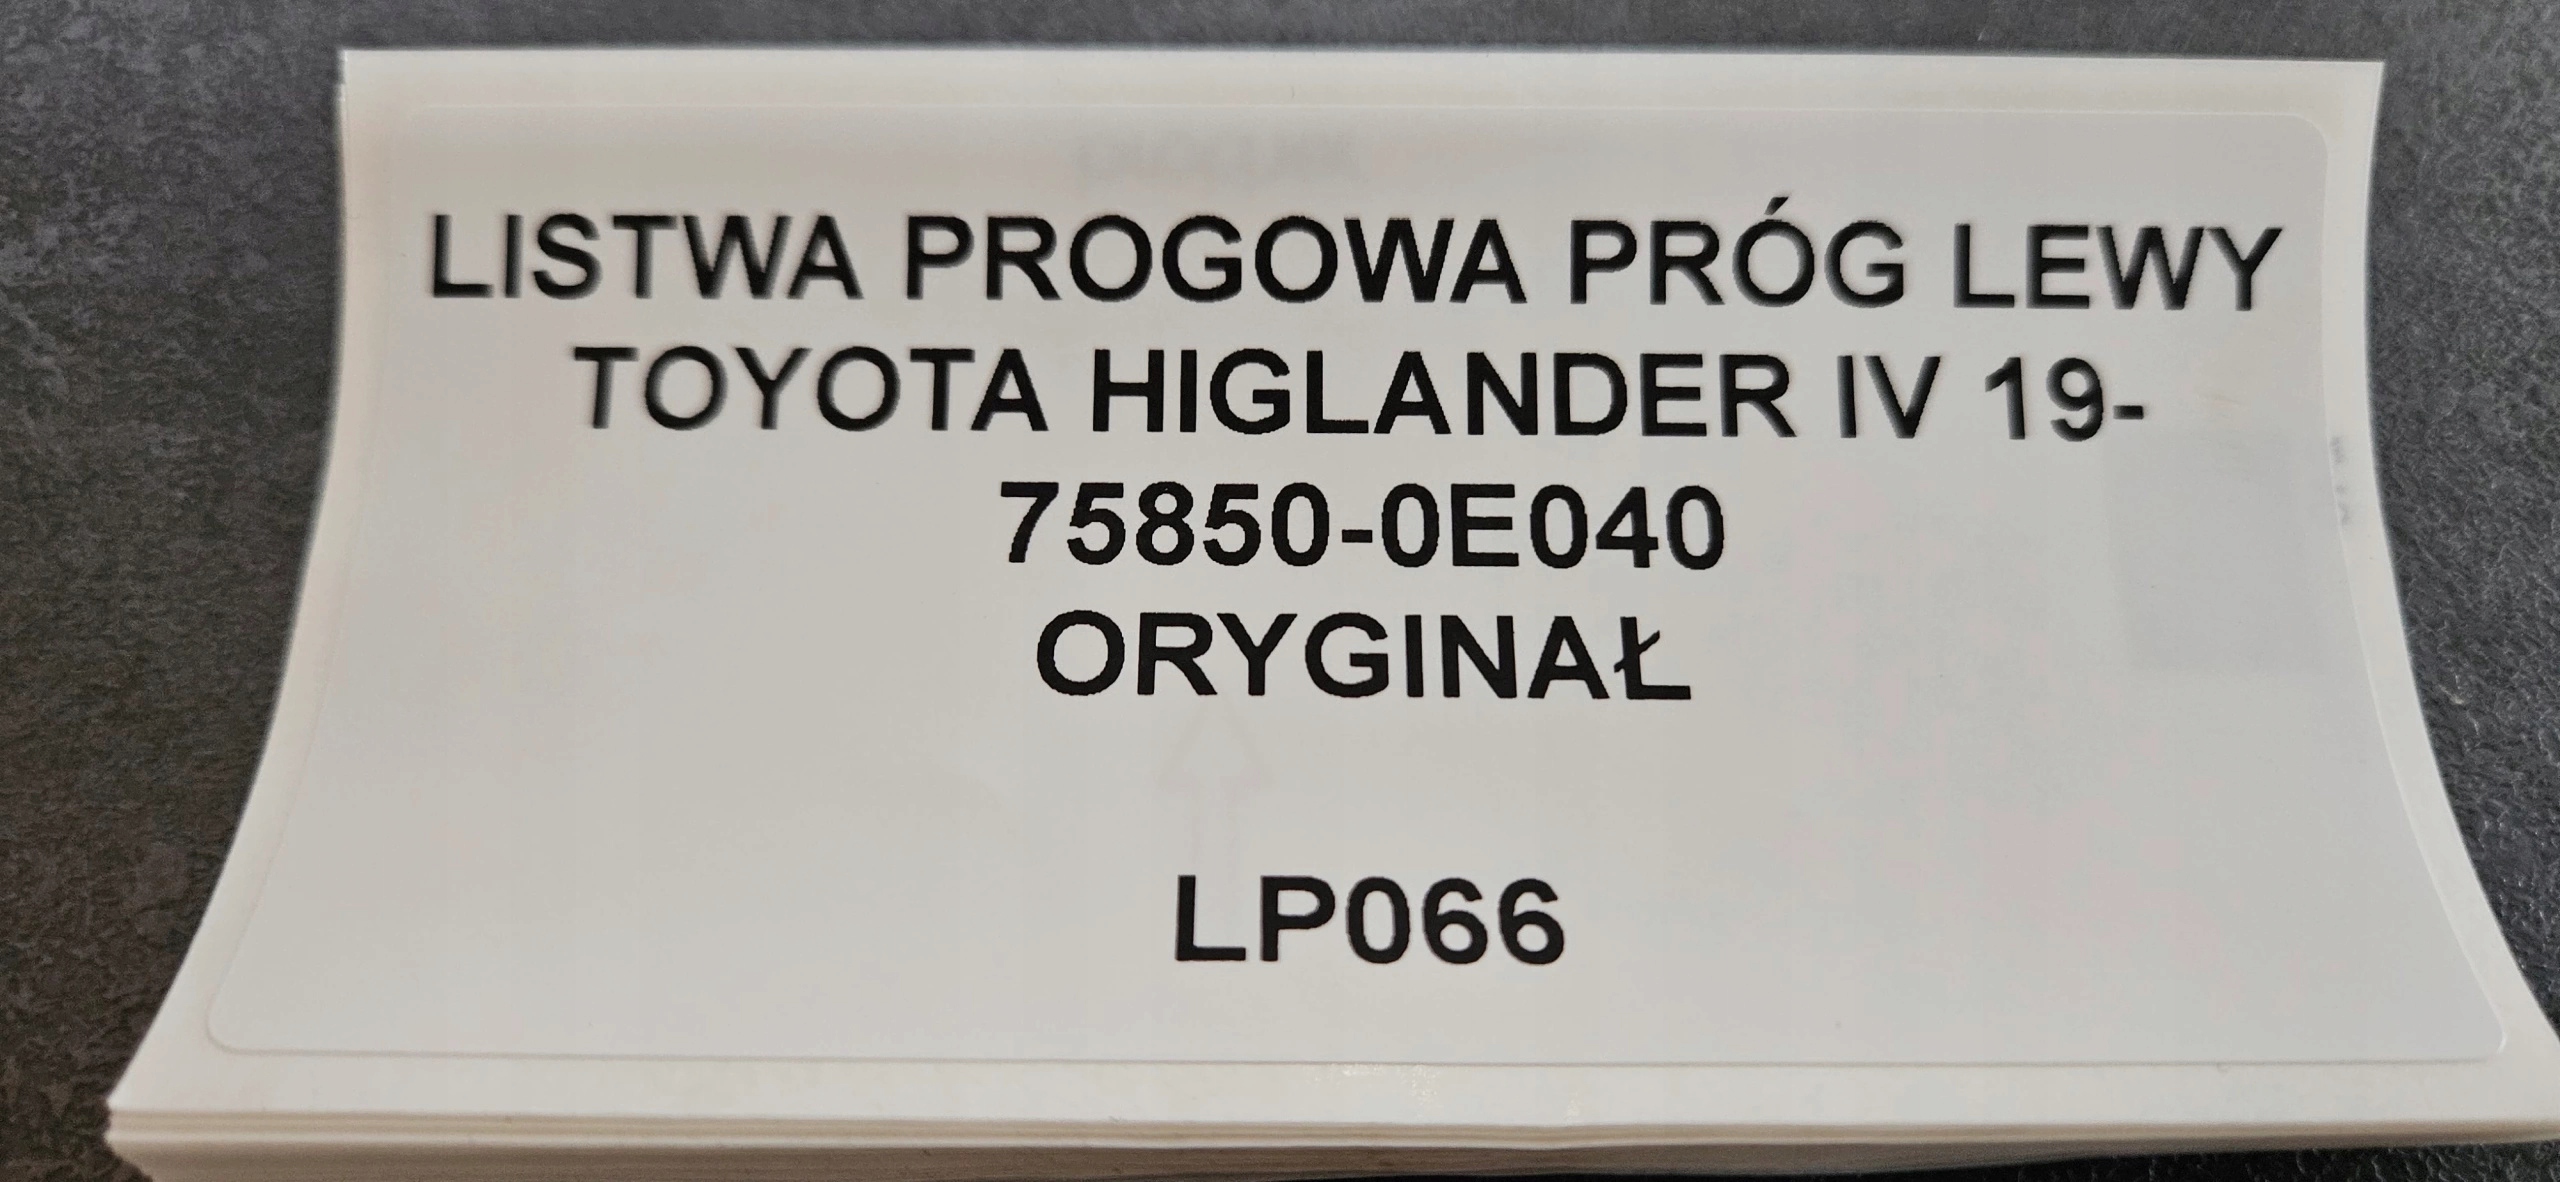 LISTWA PROGOWA PRÓG LEWY
TOYOTA HIGLANDER IV 19-
75850-0E040
ORYGINAŁ
LP066